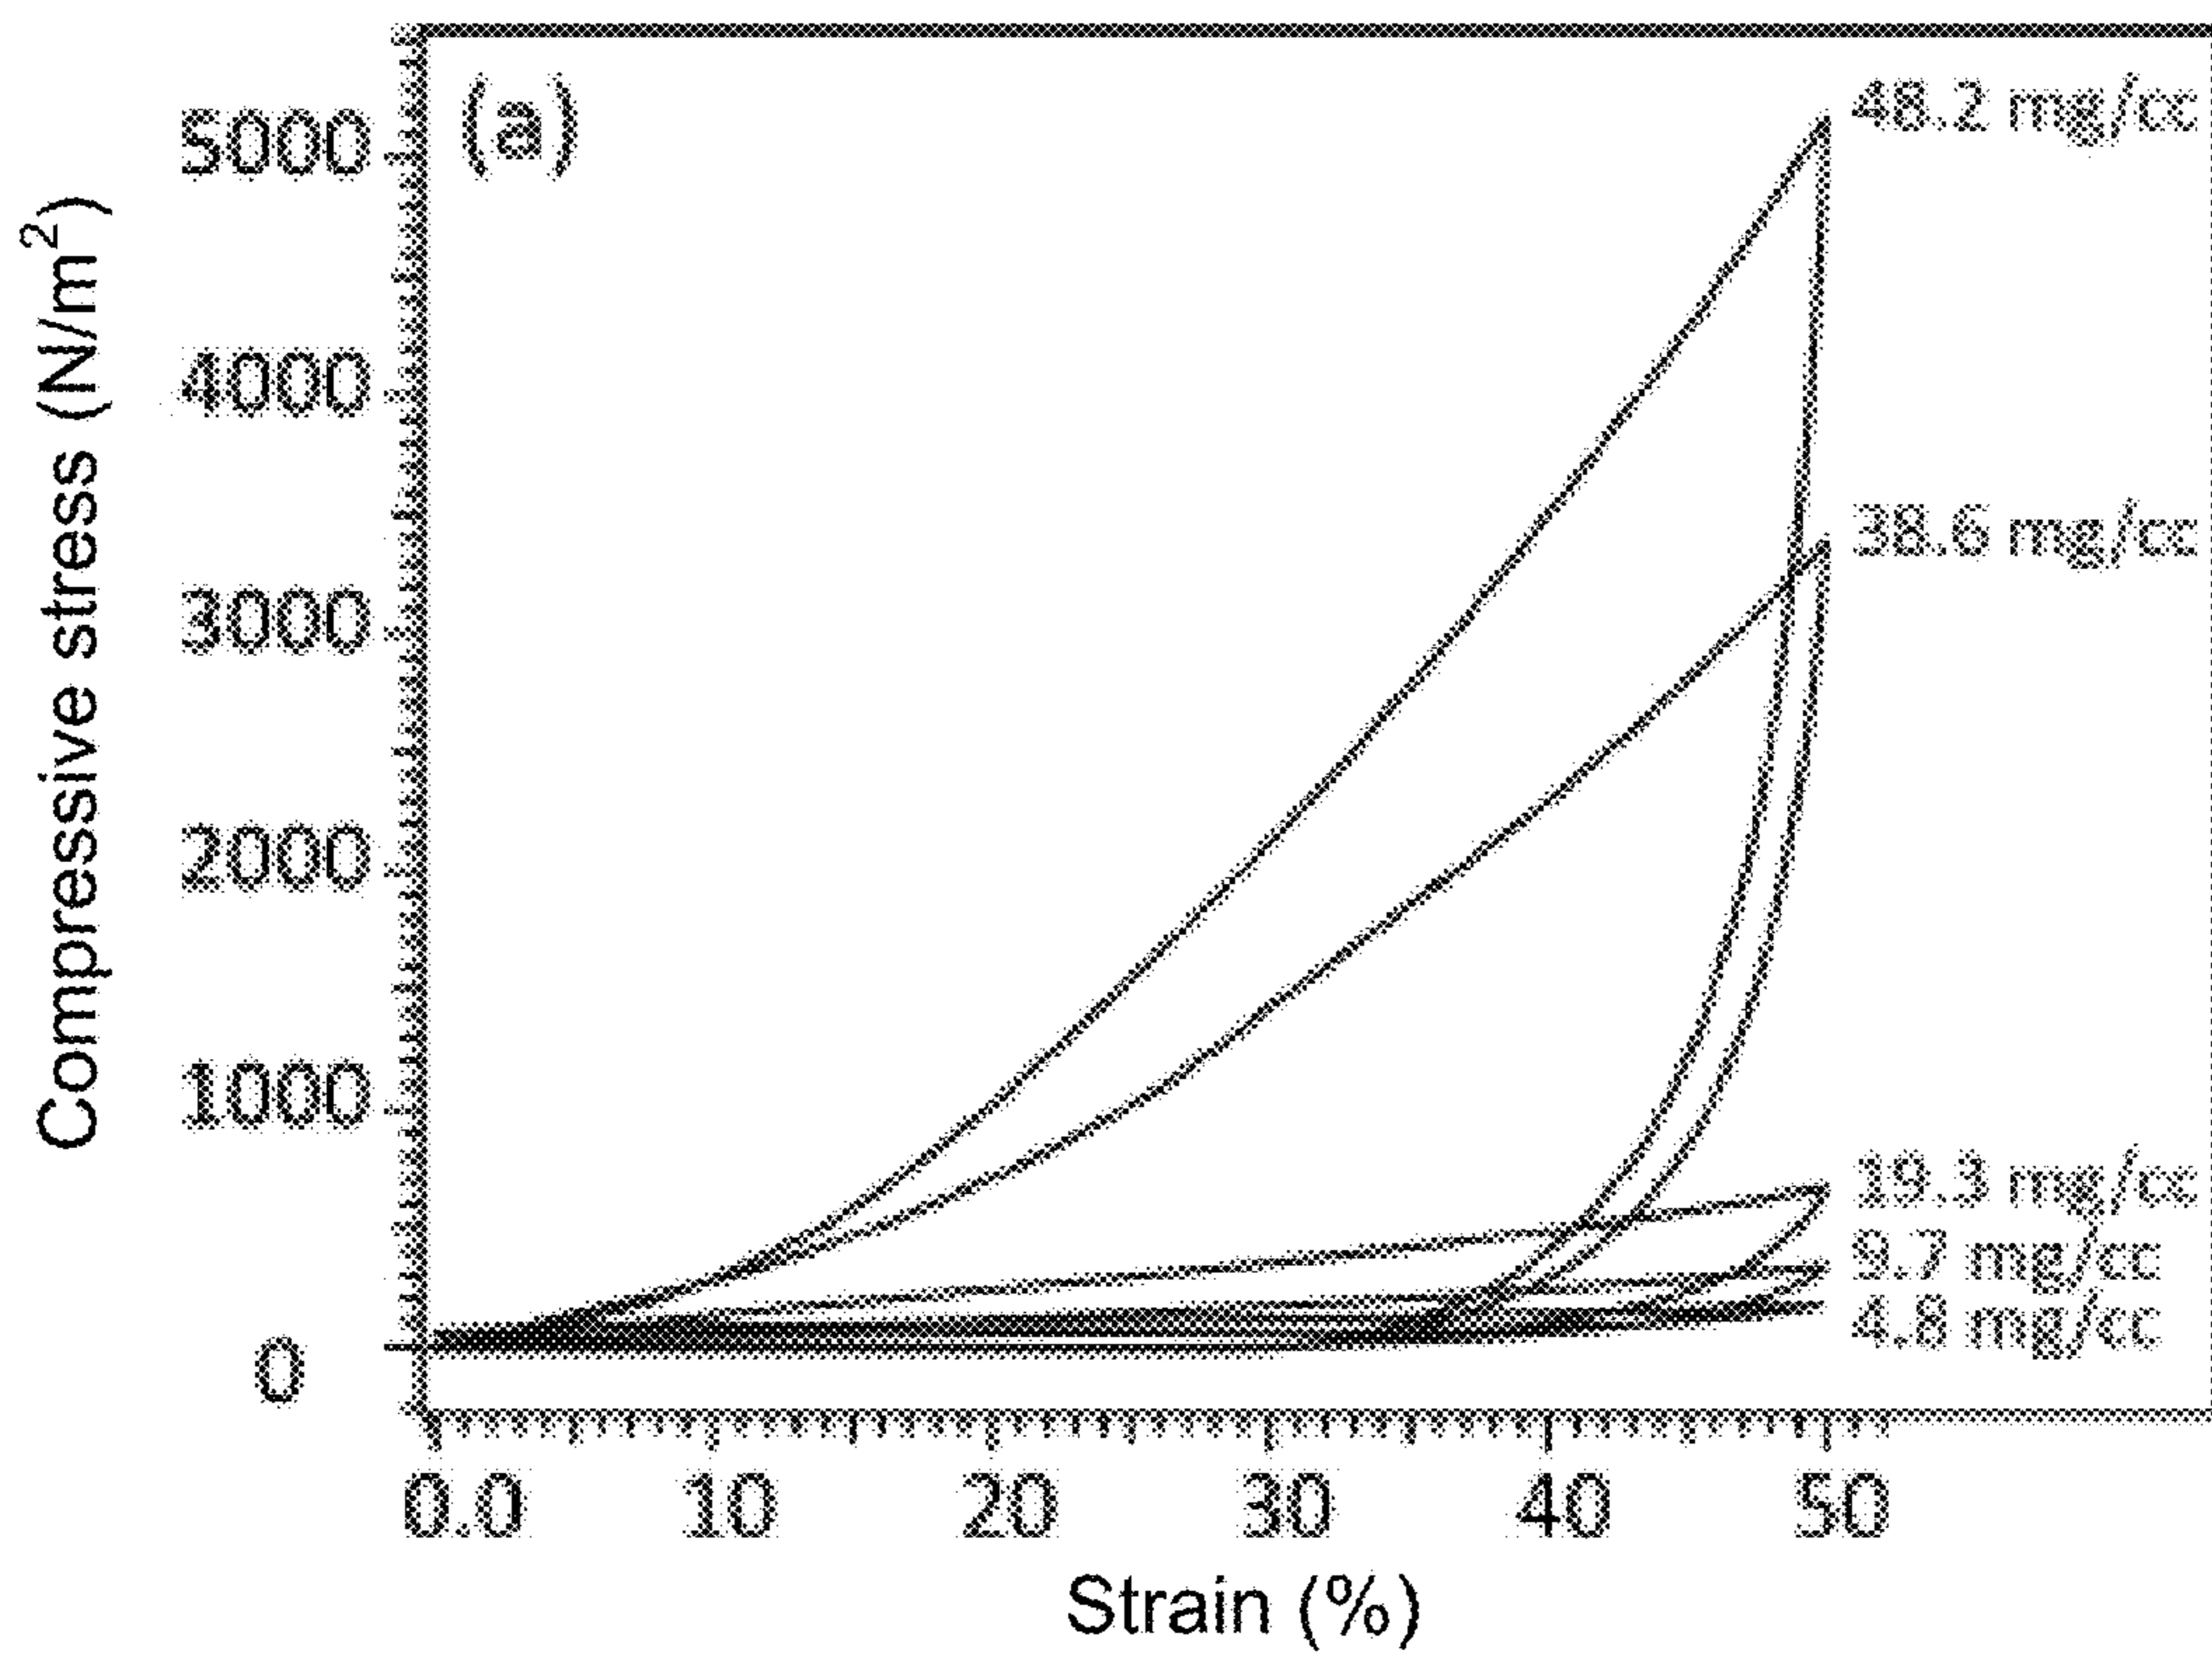 (a)
Compressive stress (N/m²)
5000
4000
3000
2000
1000
0
48.2 mg/cc
38.6 mg/cc
19.3 mg/cc
9.7 mg/cc
4.8 mg/cc
0.0 10 20 30 40 50
Strain (%)